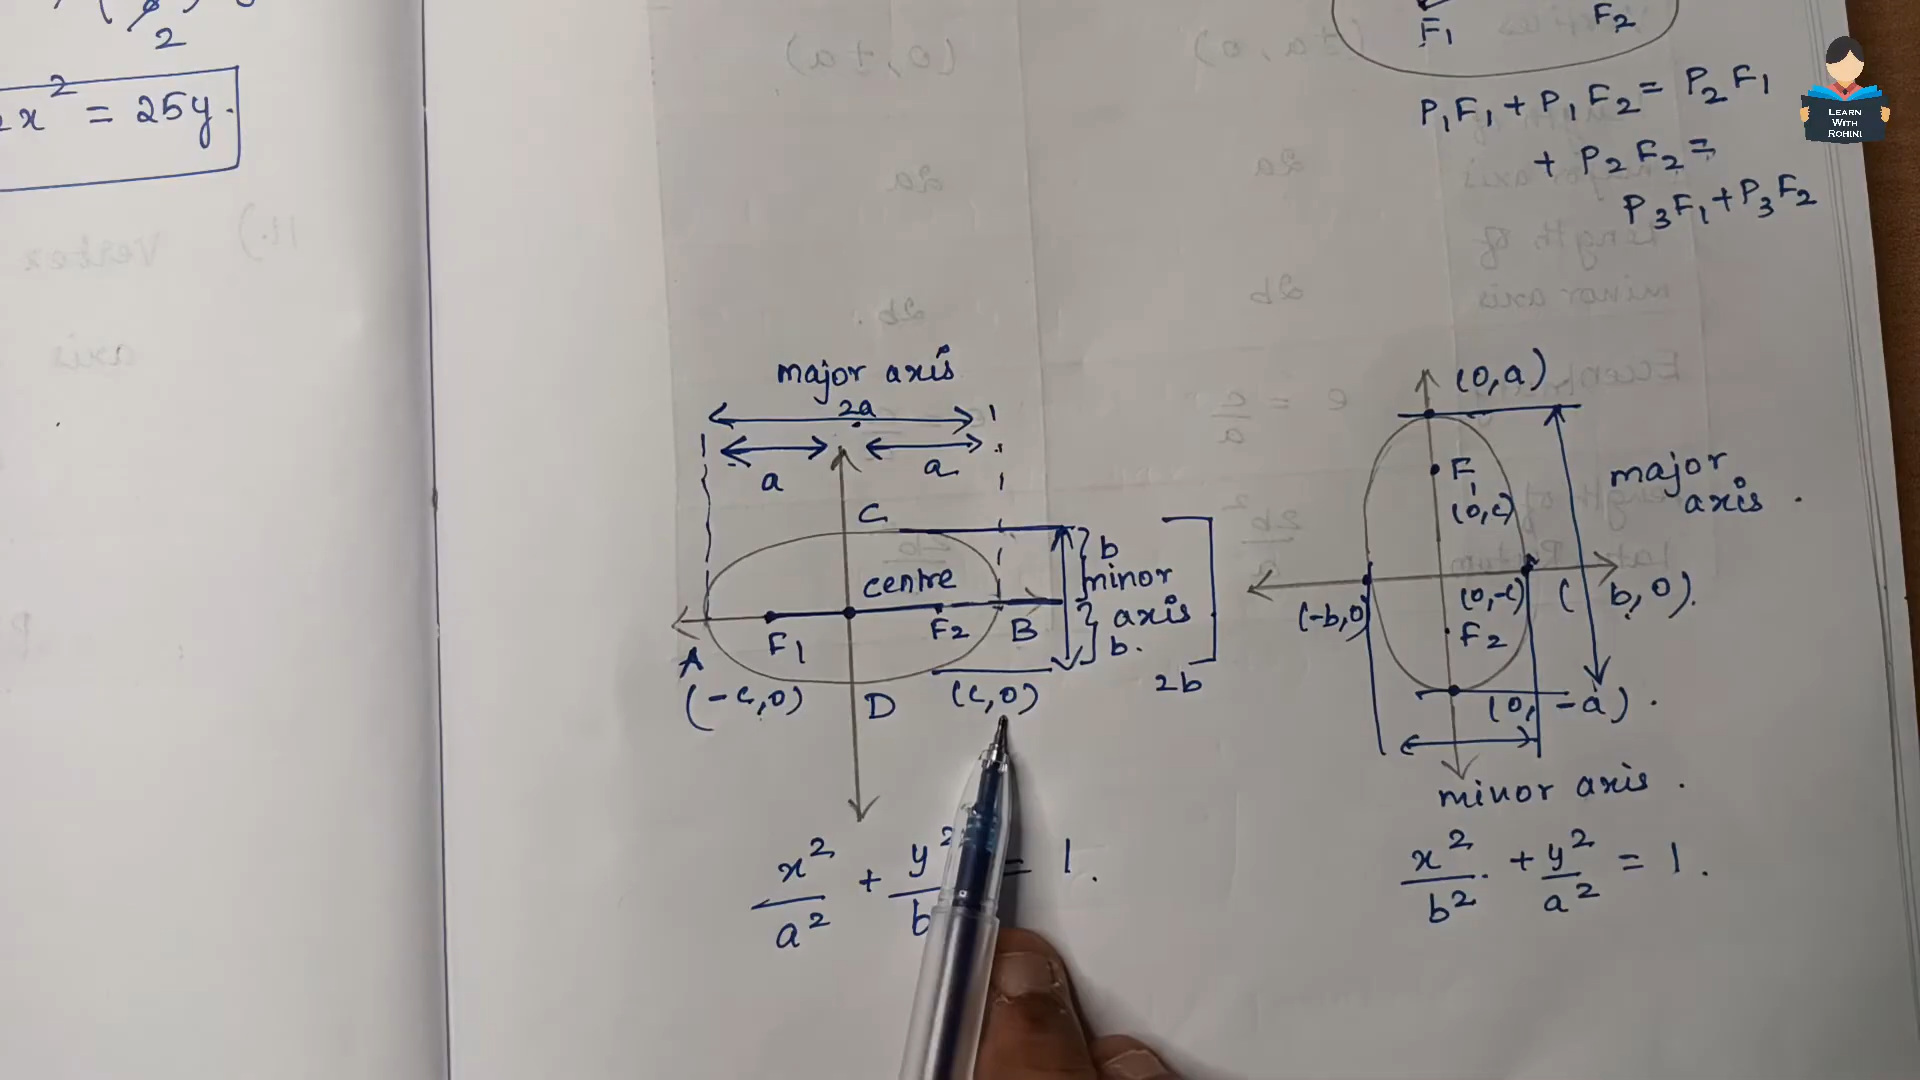 2
x² = 25y.
F₁ F₂
P₁F₁ + P₁F₂ = P₂F₁
+ P₂F₂ =
P₃F₁ + P₃F₂
LEARN
WITH
ROHINI
major axis
2a
a a
C
centre
F₁ F₂ B
A
(-c,0) D (c,0)
b
minor
axis
b.
2b
x²/a² + y²/b = 1.
(0,a)
F₁
(0,c)
major
axis.
(-b,0) (0,-c) (b,0).
F₂
(0,-a).
minor axis.
x²/b². + y²/a² = 1.